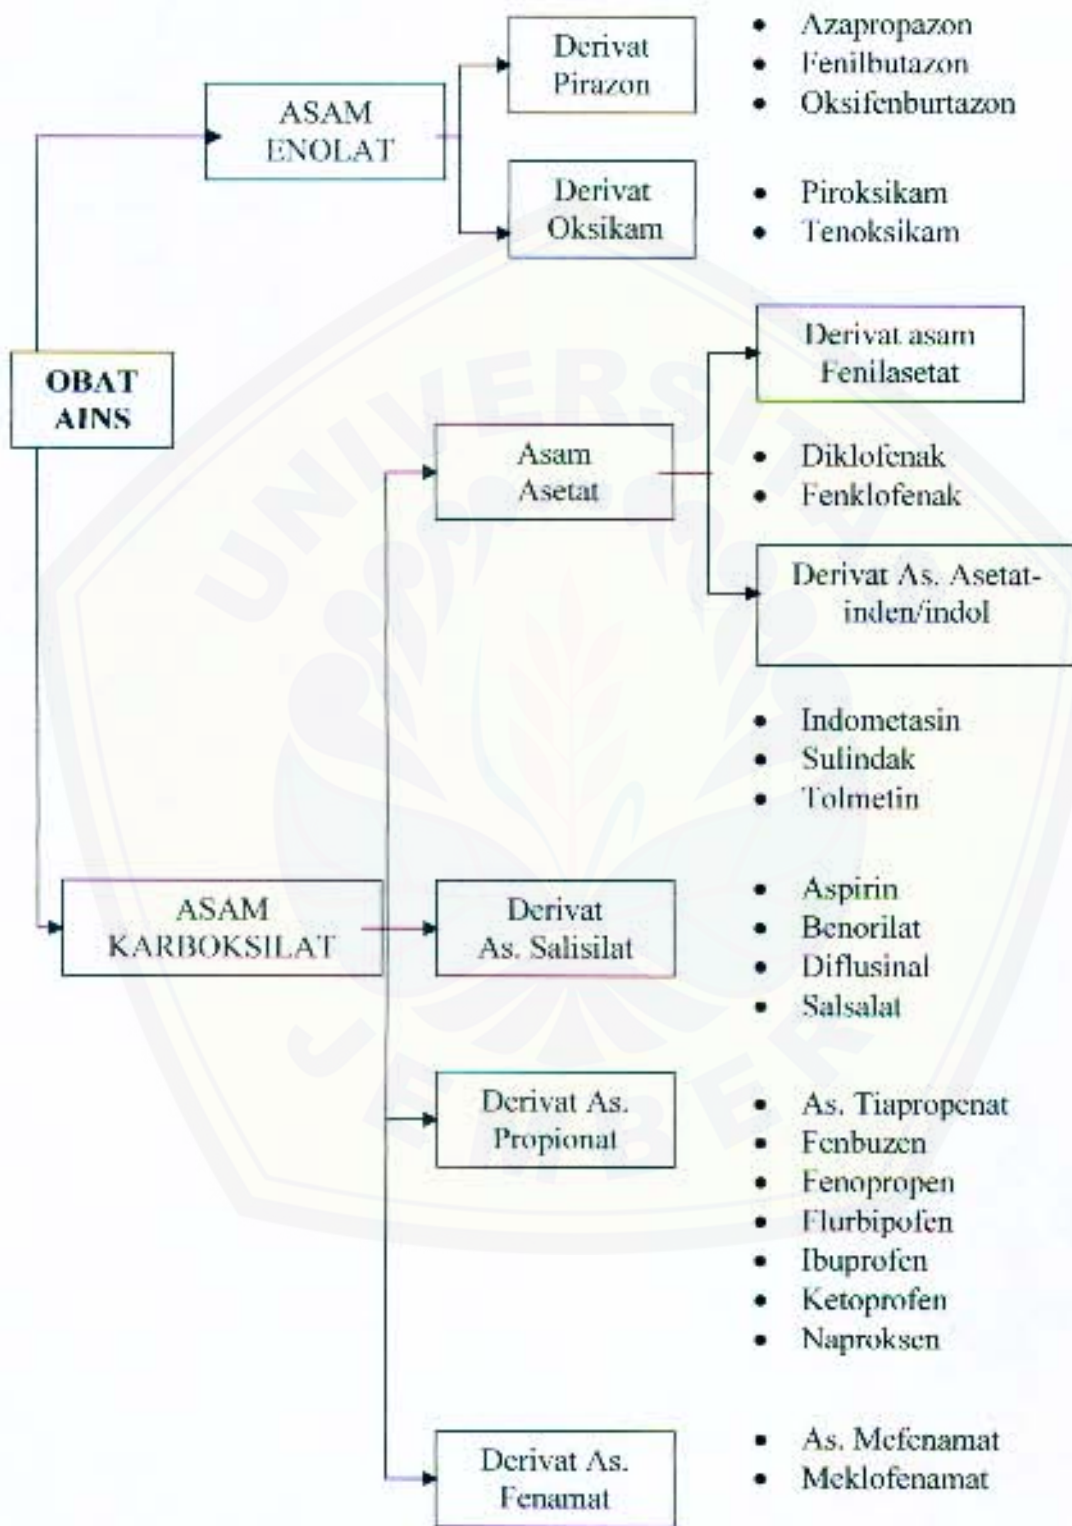 Derivat
Pirazon
• Azapropazon
• Fenilbutazon
• Oksifenburtazon
ASAM
ENOLAT
Derivat
Oksikam
• Piroksikam
• Tenoksikam
OBAT
AINS
Derivat asam
Fenilasetat
Asam
Asetat
• Diklofenak
• Fenklofenak
Derivat As. Asetat-
inden/indol
• Indometasin
• Sulindak
• Tolmetin
ASAM
KARBOKSILAT
Derivat
As. Salisilat
• Aspirin
• Benorilat
• Diflusinal
• Salsalat
Derivat As.
Propionat
• As. Tiapropenat
• Fenbuzen
• Fenopropen
• Flurbipofen
• Ibuprofen
• Ketoprofen
• Naproksen
Derivat As.
Fenamat
• As. Mefenamat
• Meklofenamat
UNIVERSITAS
JEMBER